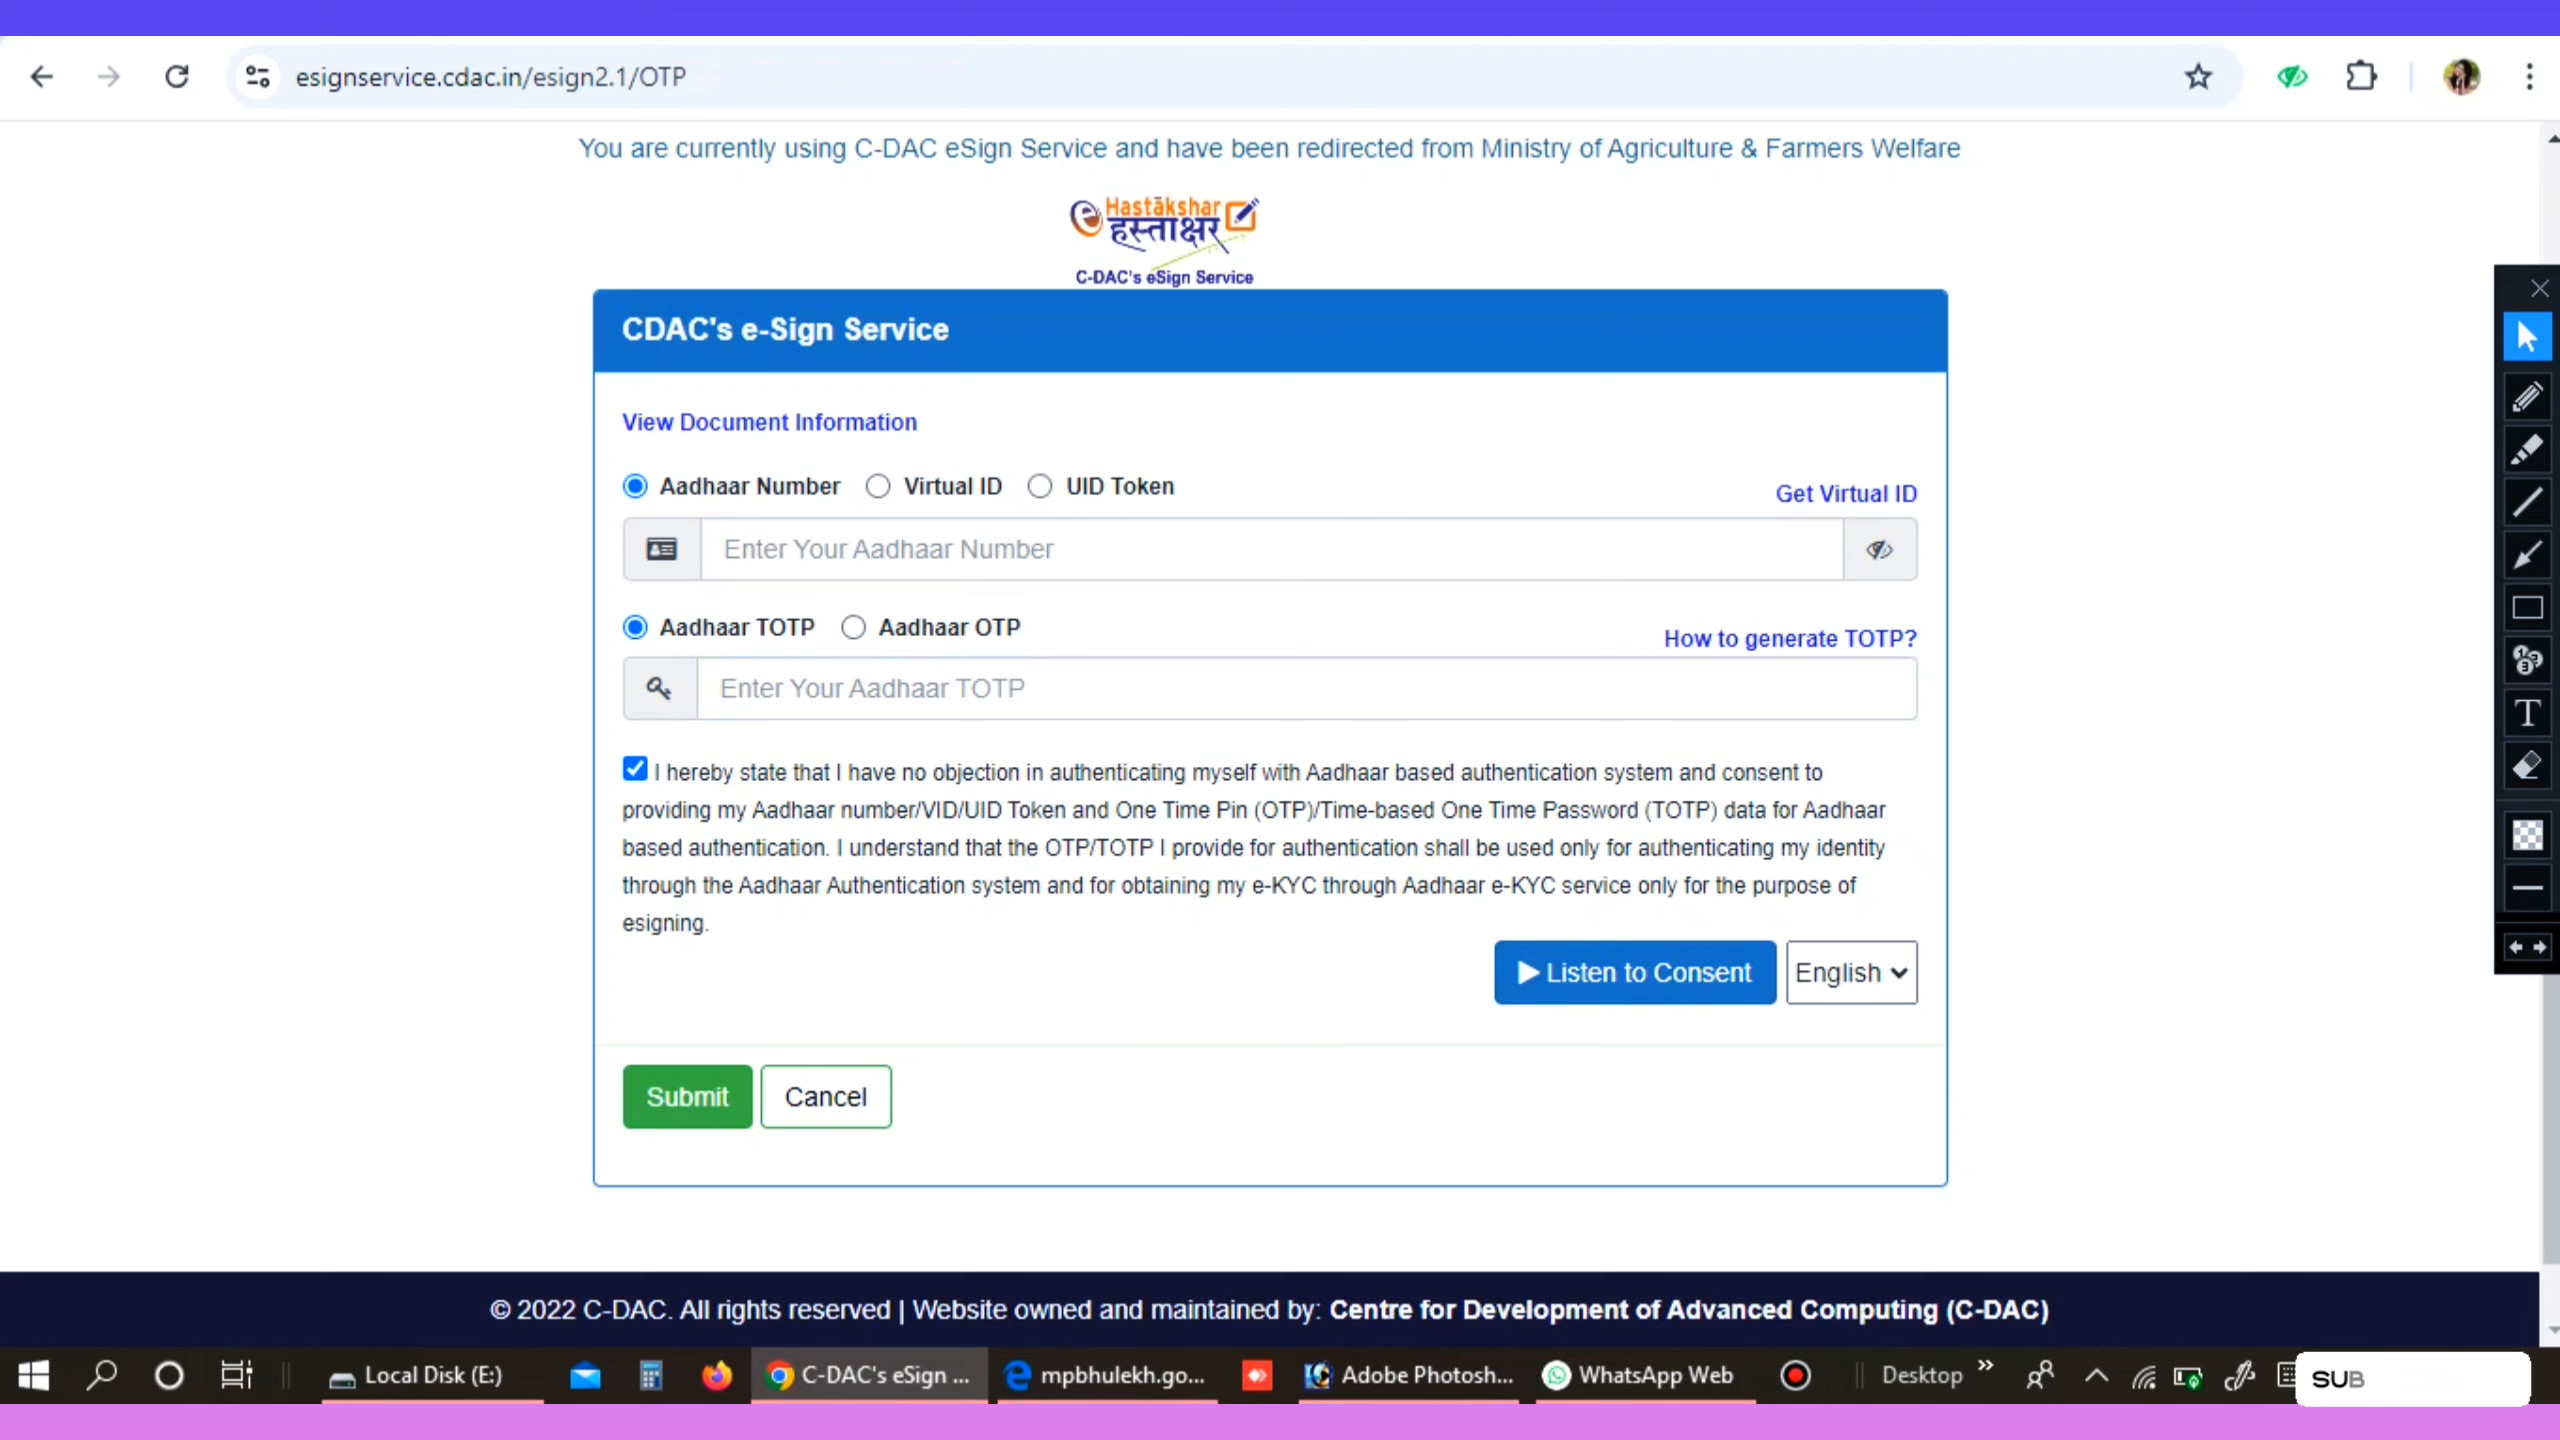 esignservice.cdac.in/esign2.1/OTP
You are currently using C-DAC eSign Service and have been redirected from Ministry of Agriculture & Farmers Welfare
e Hastākshar
हस्ताक्षर
C-DAC's eSign Service
CDAC's e-Sign Service
View Document Information
Aadhaar Number Virtual ID UID Token
Get Virtual ID
Enter Your Aadhaar Number
Aadhaar TOTP Aadhaar OTP
How to generate TOTP?
Enter Your Aadhaar TOTP
I hereby state that I have no objection in authenticating myself with Aadhaar based authentication system and consent to
providing my Aadhaar number/VID/UID Token and One Time Pin (OTP)/Time-based One Time Password (TOTP) data for Aadhaar
based authentication. I understand that the OTP/TOTP I provide for authentication shall be used only for authenticating my identity
through the Aadhaar Authentication system and for obtaining my e-KYC through Aadhaar e-KYC service only for the purpose of
esigning.
Listen to Consent English
Submit Cancel
© 2022 C-DAC. All rights reserved | Website owned and maintained by: Centre for Development of Advanced Computing (C-DAC)
Local Disk (E:) C-DAC's eSign ... mpbhulekh.go... Adobe Photosh... WhatsApp Web Desktop SUB